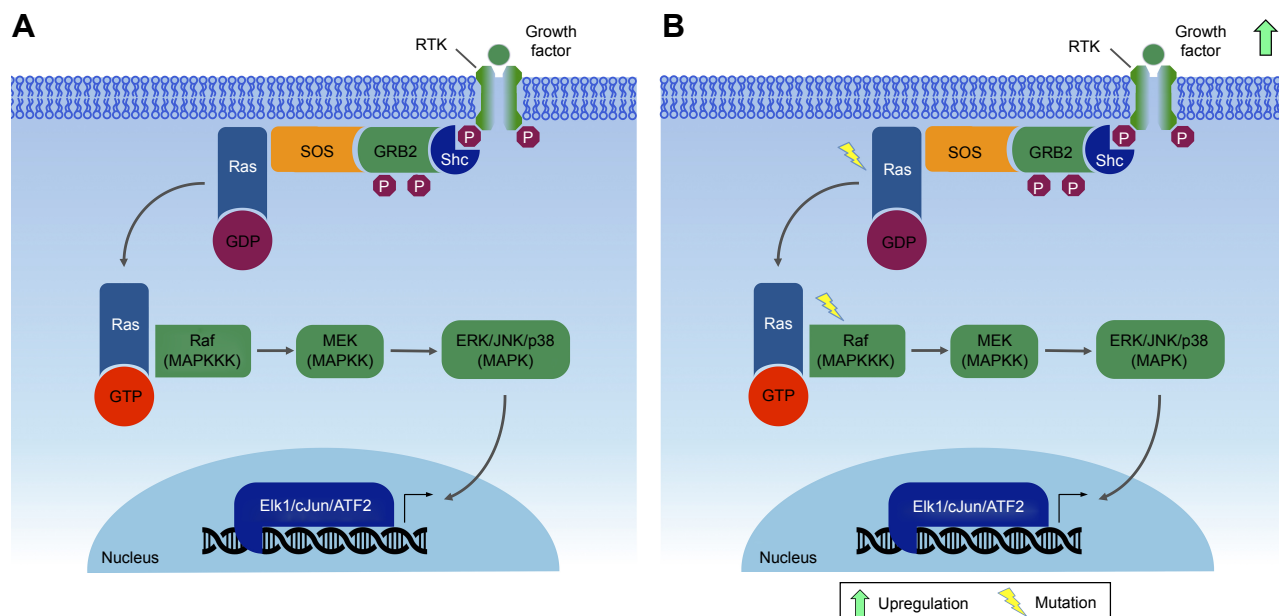 A
RTK
Growth
factor
P
P
Ras
SOS
GRB2
Shc
P
P
GDP
Ras
Raf
(MAPKKK)
MEK
(MAPKK)
ERK/JNK/p38
(MAPK)
GTP
Elk1/cJun/ATF2
Nucleus
B
RTK
Growth
factor
P
P
Ras
SOS
GRB2
Shc
P
P
GDP
Ras
Raf
(MAPKKK)
MEK
(MAPKK)
ERK/JNK/p38
(MAPK)
GTP
Elk1/cJun/ATF2
Nucleus
Upregulation
Mutation